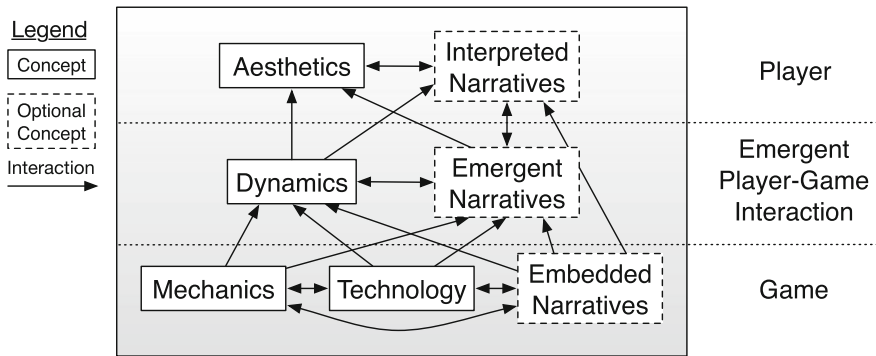 Legend
Concept
Optional
Concept
Interaction
Aesthetics
Interpreted
Narratives
Player
Dynamics
Emergent
Narratives
Emergent
Player-Game
Interaction
Mechanics
Technology
Embedded
Narratives
Game